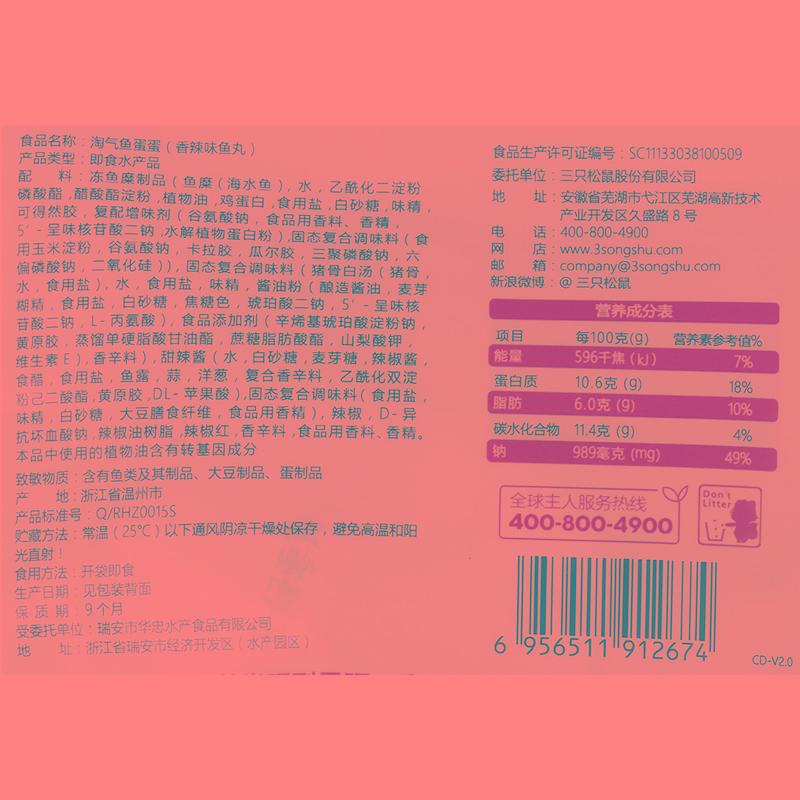 食品名称：淘气鱼蛋蛋（香辣味鱼丸）
产品类型：即食水产品
配　　料：冻鱼糜制品（鱼糜（海水鱼），水，乙酰化二淀粉
磷酸酯，醋酸酯淀粉，植物油，鸡蛋白，食用盐，白砂糖，味精，
可得然胶，复配增味剂（谷氨酸钠，食品用香料、香精，
5'-呈味核苷酸二钠，水解植物蛋白粉），固态复合调味料（食
用玉米淀粉，谷氨酸钠，卡拉胶，瓜尔胶，三聚磷酸钠，六
偏磷酸钠，二氧化硅）），固态复合调味料（猪骨白汤（猪骨，
水，食用盐），水，食用盐，味精，酱油粉（酿造酱油，麦芽
糊精，食用盐，白砂糖，焦糖色，琥珀酸二钠，5'-呈味核
苷酸二钠，L-丙氨酸），食品添加剂（辛烯基琥珀酸淀粉钠，
黄原胶，蒸馏单硬脂酸甘油酯，蔗糖脂肪酸酯，山梨酸钾，
维生素E），香辛料），甜辣酱（水，白砂糖，麦芽糖，辣椒酱，
食醋，食用盐，鱼露，蒜，洋葱，复合香辛料，乙酰化双淀
粉己二酸酯，黄原胶，DL-苹果酸），固态复合调味料（食用盐，
味精，白砂糖，大豆膳食纤维，食品用香精），辣椒，D-异
抗坏血酸钠，辣椒油树脂，辣椒红，香辛料，食品用香料、香精。
本品中使用的植物油含有转基因成分
致敏物质：含有鱼类及其制品、大豆制品、蛋制品
产　　地：浙江省温州市
产品标准号：Q/RHZ0015S
贮藏方法：常温（25℃）以下通风阴凉干燥处保存，避免高温和阳
光直射！
食用方法：开袋即食
生产日期：见包装背面
保 质 期：9个月
受委托单位：瑞安市华忠水产食品有限公司
地　　址：浙江省瑞安市经济开发区（水产园区）
食品生产许可证编号：SC11133038100509
委托单位：三只松鼠股份有限公司
地　　址：安徽省芜湖市弋江区芜湖高新技术
产业开发区久盛路8号
电　　话：400-800-4900
网　　店：www.3songshu.com
邮　　箱：company@3songshu.com
新浪微博：@三只松鼠
营养成分表
项目 每100克(g) 营养素参考值%
能量 596千焦(kJ) 7%
蛋白质 10.6克(g) 18%
脂肪 6.0克(g) 10%
碳水化合物 11.4克(g) 4%
钠 989毫克(mg) 49%
全球主人服务热线
400-800-4900
Don't
Litter
6 956511 912674
CD-V2.0